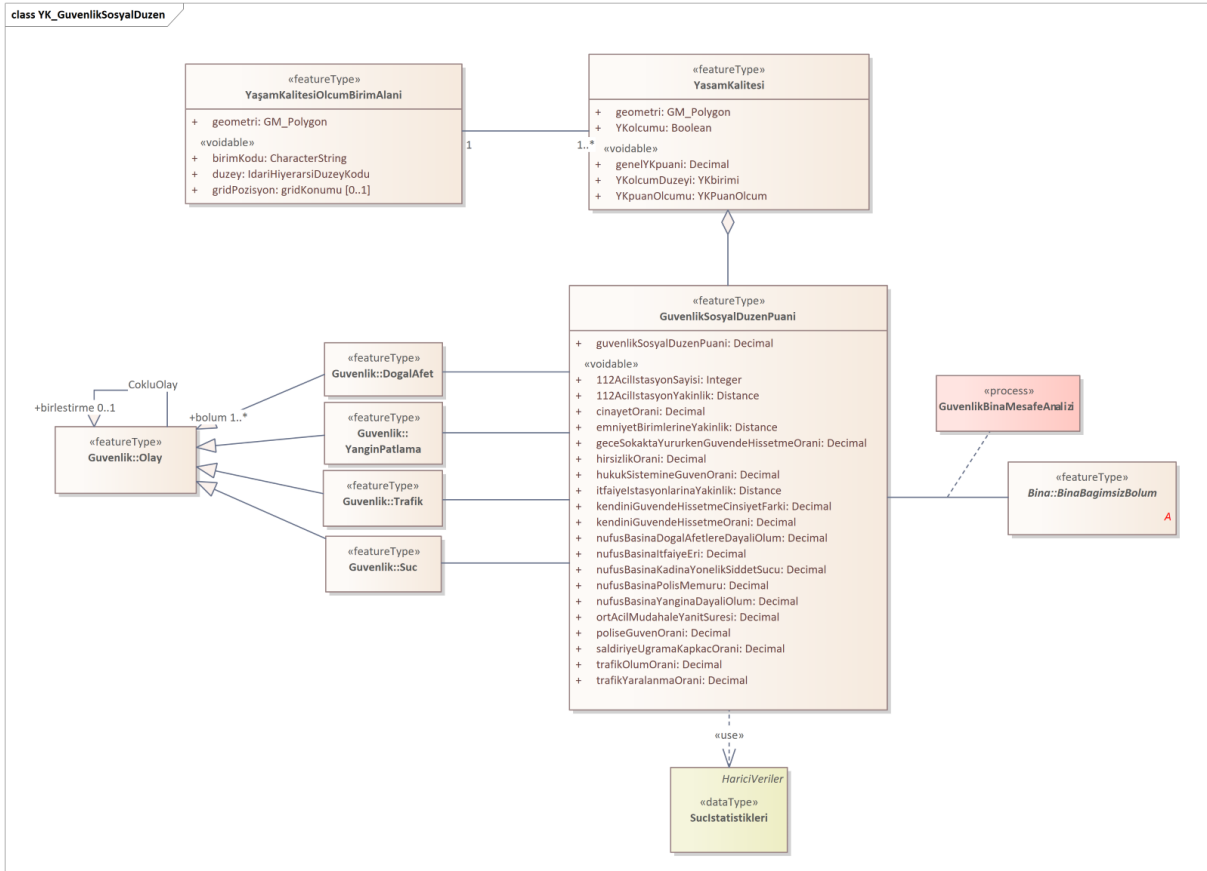 class YK_GuvenlikSosyalDuzen
«featureType»
YaşamKalitesiOlcumBirimAlani
+ geometri: GM_Polygon
«voidable»
+ birimKodu: CharacterString
+ duzey: IdariHiyerarsiDuzeyKodu
+ gridPozisyon: gridKonumu [0..1]
1
1..*
«featureType»
YasamKalitesi
+ geometri: GM_Polygon
+ YKolcumu: Boolean
«voidable»
+ genelYKpuani: Decimal
+ YKolcumDuzeyi: YKbirimi
+ YKpuanOlcumu: YKPuanOlcum
«featureType»
GuvenlikSosyalDuzenPuani
+ guvenlikSosyalDuzenPuani: Decimal
«voidable»
+ 112AcilIstasyonSayisi: Integer
+ 112AcilIstasyonYakinlik: Distance
+ cinayetOrani: Decimal
+ emniyetBirimlerineYakinlik: Distance
+ geceSokaktaYururkenGuvendeHissetmeOrani: Decimal
+ hirsizlikOrani: Decimal
+ hukukSistemineGuvenOrani: Decimal
+ itfaiyeIstasyonlarinaYakinlik: Distance
+ kendiniGuvendeHissetmeCinsiyetFarki: Decimal
+ kendiniGuvendeHissetmeOrani: Decimal
+ nufusBasinaDogalAfetlereDayaliOlum: Decimal
+ nufusBasinaItfaiyeEri: Decimal
+ nufusBasinaKadinaYonelikSiddetSucu: Decimal
+ nufusBasinaPolisMemuru: Decimal
+ nufusBasinaYanginaDayaliOlum: Decimal
+ ortAcilMudahaleYanitSuresi: Decimal
+ poliseGuvenOrani: Decimal
+ saldiriyeUgramaKapkacOrani: Decimal
+ trafikOlumOrani: Decimal
+ trafikYaralanmaOrani: Decimal
«featureType»
Guvenlik::DogalAfet
«featureType»
Guvenlik::
YanginPatlama
«featureType»
Guvenlik::Trafik
«featureType»
Guvenlik::Suc
CokluOlay
+birlestirme 0..1
+bolum 1..*
«featureType»
Guvenlik::Olay
«process»
GuvenlikBinaMesafeAnalizi
«featureType»
Bina::BinaBagimsizBolum
A
«use»
HariciVeriler
«dataType»
SucIstatistikleri